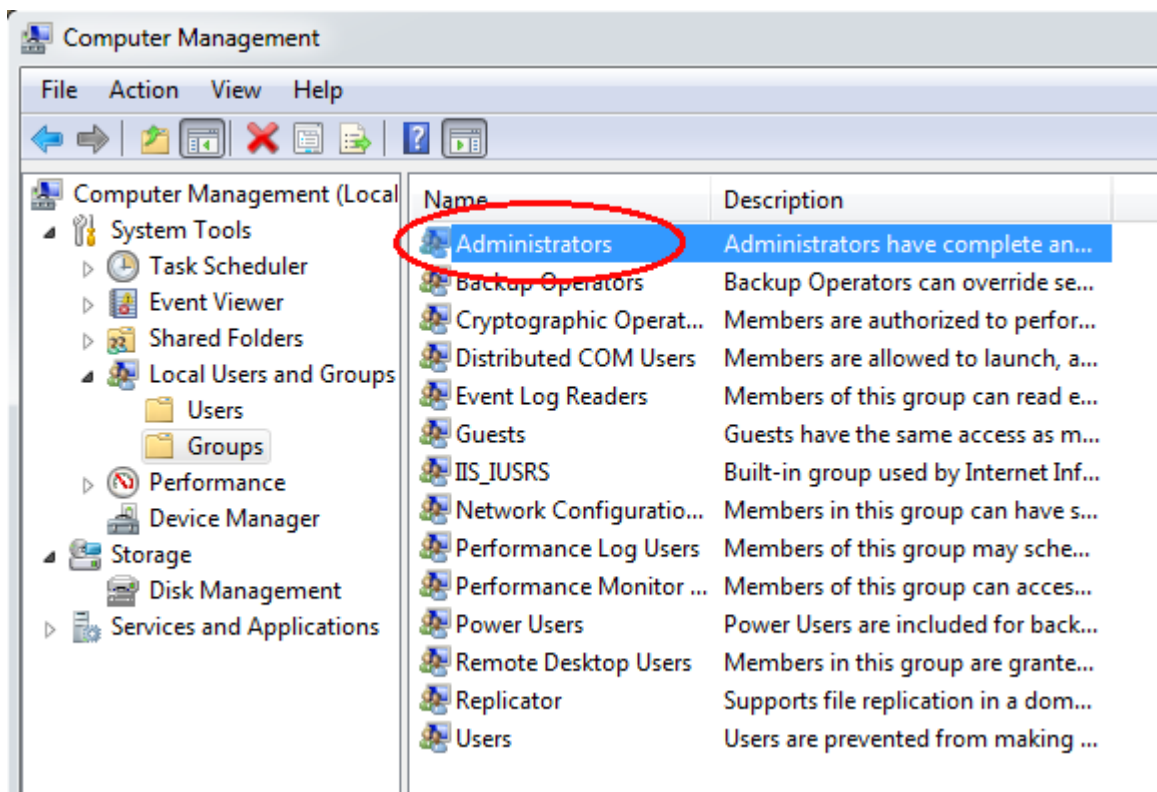 Computer Management
File Action View Help
Computer Management (Local
System Tools
Task Scheduler
Event Viewer
Shared Folders
Local Users and Groups
Users
Groups
Performance
Device Manager
Storage
Disk Management
Services and Applications
Name Description
Administrators Administrators have complete an...
Backup Operators Backup Operators can override se...
Cryptographic Operat... Members are authorized to perfor...
Distributed COM Users Members are allowed to launch, a...
Event Log Readers Members of this group can read e...
Guests Guests have the same access as m...
IIS_IUSRS Built-in group used by Internet Inf...
Network Configuratio... Members in this group can have s...
Performance Log Users Members of this group may sche...
Performance Monitor ... Members of this group can acces...
Power Users Power Users are included for back...
Remote Desktop Users Members in this group are grante...
Replicator Supports file replication in a dom...
Users Users are prevented from making ...